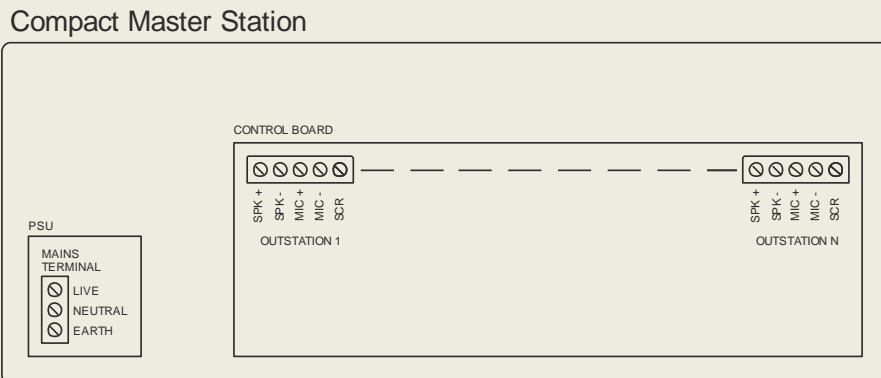 Compact Master Station
CONTROL BOARD
SPK +
SPK -
MIC +
MIC -
SCR
OUTSTATION 1
SPK +
SPK -
MIC +
MIC -
SCR
OUTSTATION N
PSU
MAINS
TERMINAL
LIVE
NEUTRAL
EARTH